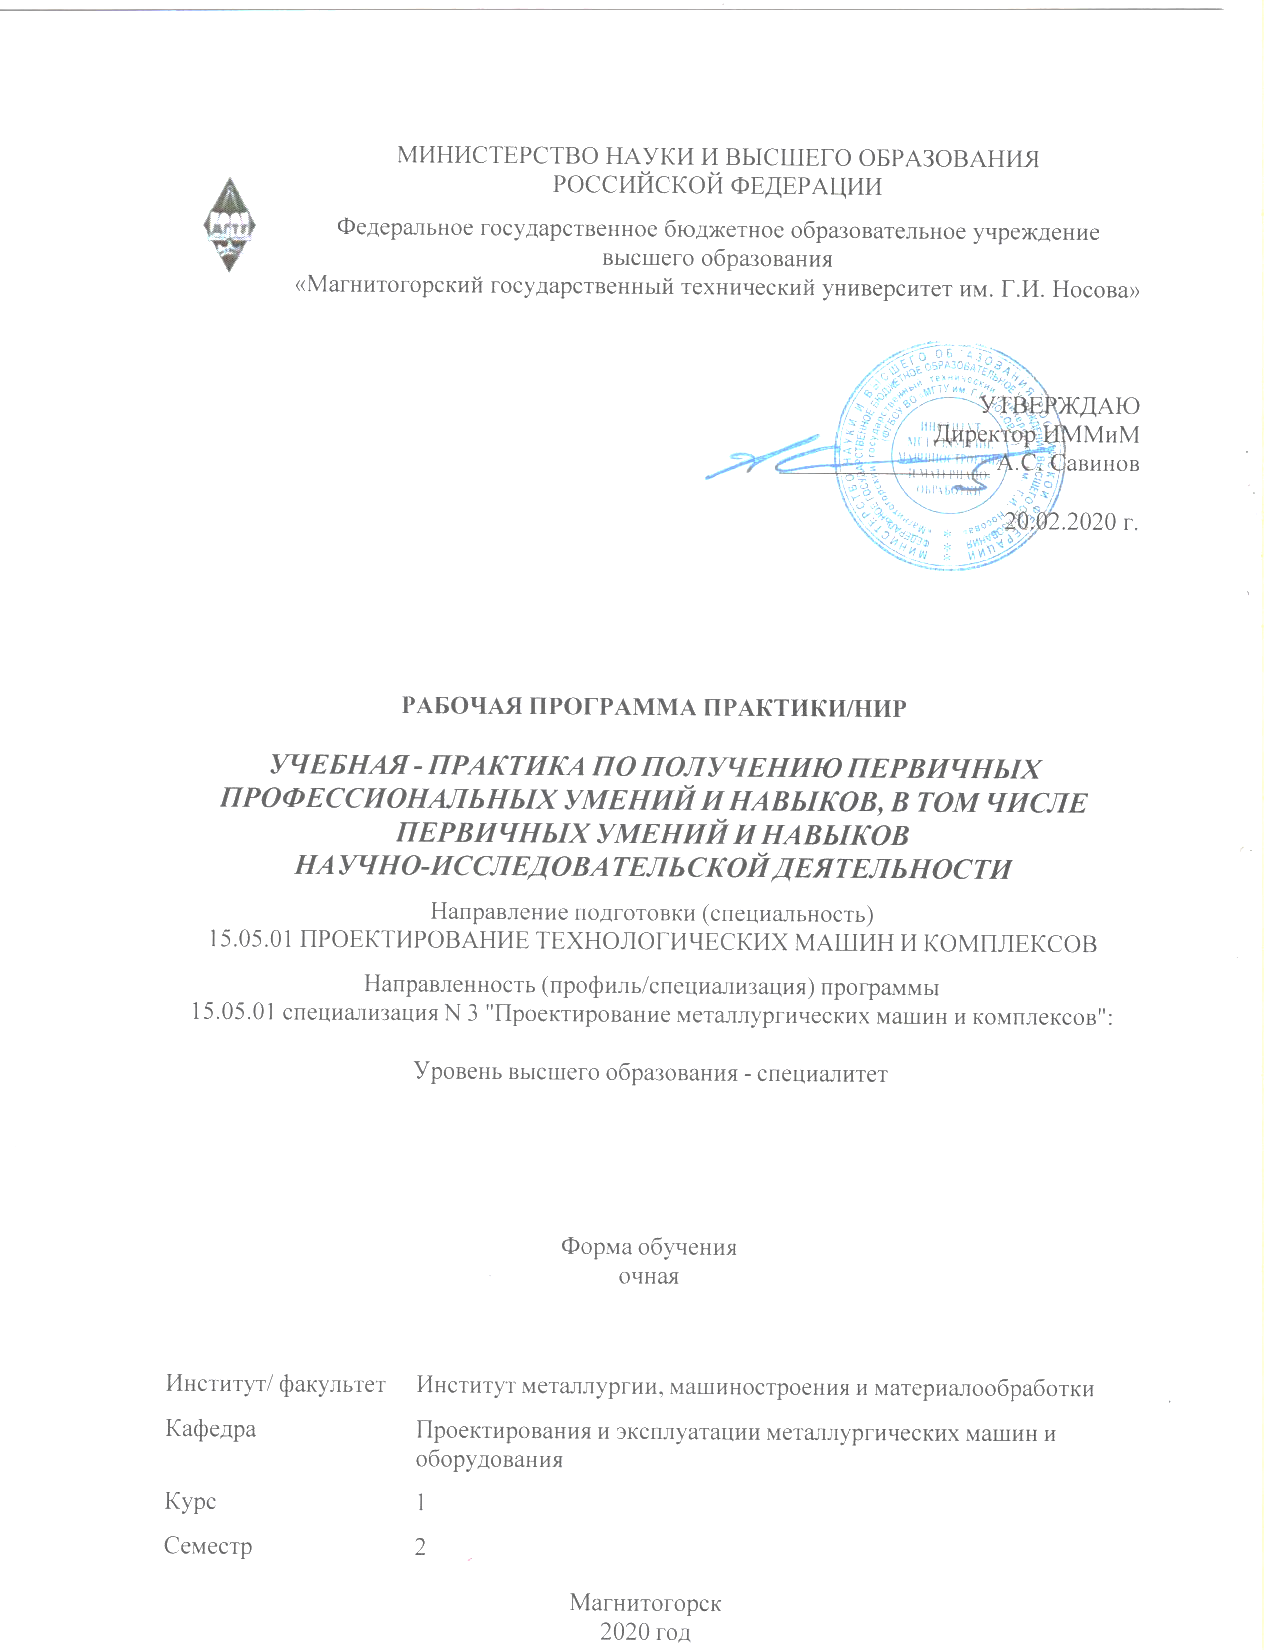 МИНИСТЕРСТВО НАУКИ И ВЫСШЕГО ОБРАЗОВАНИЯ
РОССИЙСКОЙ ФЕДЕРАЦИИ
Федеральное государственное бюджетное образовательное учреждение
высшего образования
«Магнитогорский государственный технический университет им. Г.И. Носова»
УТВЕРЖДАЮ
Директор ИММиМ
А.С. Савинов
20.02.2020 г.
РАБОЧАЯ ПРОГРАММА ПРАКТИКИ/НИР
УЧЕБНАЯ - ПРАКТИКА ПО ПОЛУЧЕНИЮ ПЕРВИЧНЫХ
ПРОФЕССИОНАЛЬНЫХ УМЕНИЙ И НАВЫКОВ, В ТОМ ЧИСЛЕ
ПЕРВИЧНЫХ УМЕНИЙ И НАВЫКОВ
НАУЧНО-ИССЛЕДОВАТЕЛЬСКОЙ ДЕЯТЕЛЬНОСТИ
Направление подготовки (специальность)
15.05.01 ПРОЕКТИРОВАНИЕ ТЕХНОЛОГИЧЕСКИХ МАШИН И КОМПЛЕКСОВ
Направленность (профиль/специализация) программы
15.05.01 специализация N 3 "Проектирование металлургических машин и комплексов":
Уровень высшего образования - специалитет
Форма обучения
очная
Институт/ факультет Институт металлургии, машиностроения и материалообработки
Кафедра Проектирования и эксплуатации металлургических машин и
оборудования
Курс 1
Семестр 2
Магнитогорск
2020 год